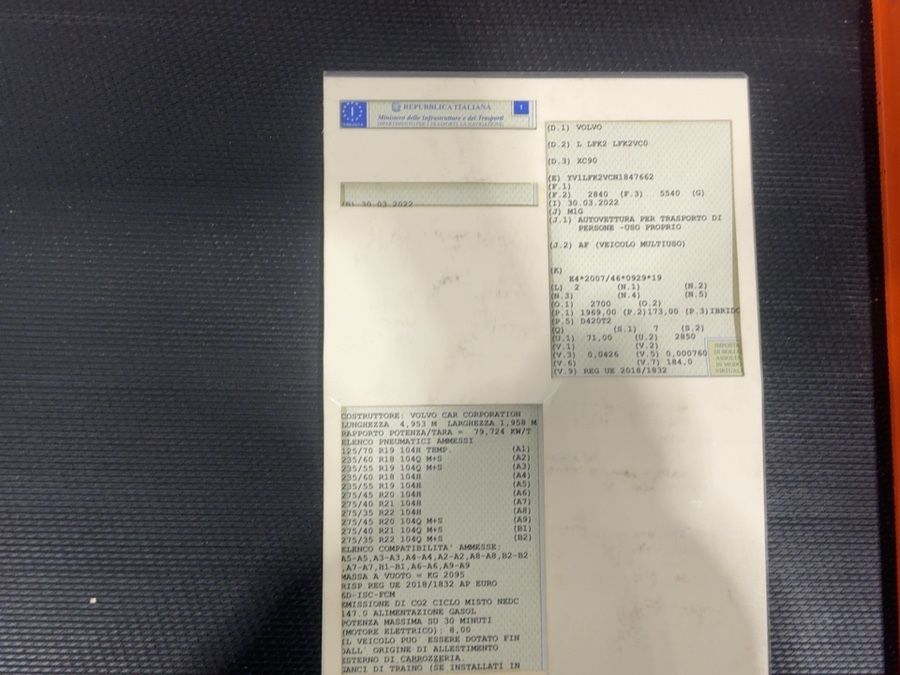 REPUBBLICA ITALIANA
Ministero delle Infrastrutture e dei Trasporti
I
1
(B) 30.03.2022
(D.1) VOLVO
(D.2) L LFK2 LFK2VC0
(D.3) XC90
(E) YV1LFK2VCN1847662
(F.1)
(F.2) 2840 (F.3) 5540 (G)
(I) 30.03.2022
(J) M1G
(J.1) AUTOVETTURA PER TRASPORTO DI
PERSONE -USO PROPRIO
(J.2) AF (VEICOLO MULTIUSO)
(K)
E4*2007/46*0929*19
(L) 2 (N.1) (N.2)
(N.3) (N.4) (N.5)
(O.1) 2700 (O.2)
(P.1) 1969,00 (P.2)173,00 (P.3)IBRIDO
(P.5) D420T2
(Q) (S.1) 7 (S.2)
(U.1) 71,00 (U.2) 2850
(V.1) (V.2)
(V.3) 0,0426 (V.5) 0,000760
(V.6) (V.7) 184,0
(V.9) REG UE 2018/1832
IMPOSTA
DI BOLLO
ASSOLTA
IN MODO
VIRTUALE
COSTRUTTORE: VOLVO CAR CORPORATION
LUNGHEZZA 4,953 M LARGHEZZA 1,958 M
RAPPORTO POTENZA/TARA = 79,724 KW/T
ELENCO PNEUMATICI AMMESSI
125/70 R19 104H TEMP. (A1)
235/60 R18 104Q M+S (A2)
235/55 R19 104Q M+S (A3)
235/60 R18 104H (A4)
235/55 R19 104H (A5)
275/45 R20 104H (A6)
275/40 R21 104H (A7)
275/35 R22 104H (A8)
275/45 R20 104Q M+S (A9)
275/40 R21 104Q M+S (B1)
275/35 R22 104Q M+S (B2)
ELENCO COMPATIBILITA' AMMESSE:
A5-A5,A3-A3,A4-A4,A2-A2,A8-A8,B2-B2
,A7-A7,B1-B1,A6-A6,A9-A9
MASSA A VUOTO = KG 2095
RISP REG UE 2018/1832 AP EURO
6D-ISC-FCM
EMISSIONE DI CO2 CICLO MISTO NEDC
147.0 ALIMENTAZIONE GASOL
POTENZA MASSIMA SU 30 MINUTI
(MOTORE ELETTRICO): 8,00
IL VEICOLO PUO' ESSERE DOTATO FIN
DALL' ORIGINE DI ALLESTIMENTO
ESTERNO DI CARROZZERIA.
GANCI DI TRAINO (SE INSTALLATI IN